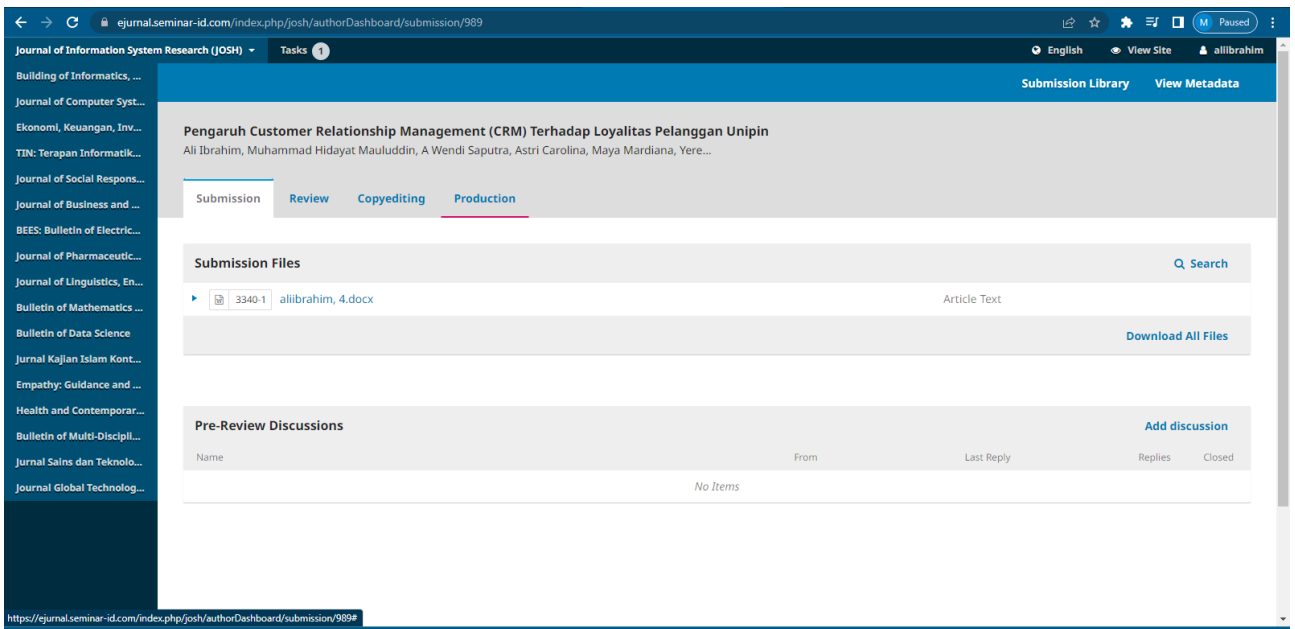 ejurnal.seminar-id.com/index.php/josh/authorDashboard/submission/989
M Paused
Journal of Information System Research (JOSH) Tasks 1 English View Site aliibrahim
Building of Informatics, ...
Journal of Computer Syst...
Ekonomi, Keuangan, Inv...
TIN: Terapan Informatik...
Journal of Social Respons...
Journal of Business and ...
BEES: Bulletin of Electric...
Journal of Pharmaceutic...
Journal of Linguistics, En...
Bulletin of Mathematics ...
Bulletin of Data Science
Jurnal Kajian Islam Kont...
Empathy: Guidance and ...
Health and Contemporar...
Bulletin of Multi-Discipli...
Jurnal Sains dan Teknolo...
Journal Global Technolog...
Submission Library View Metadata
Pengaruh Customer Relationship Management (CRM) Terhadap Loyalitas Pelanggan Unipin
Ali Ibrahim, Muhammad Hidayat Mauluddin, A Wendi Saputra, Astri Carolina, Maya Mardiana, Yere...
Submission Review Copyediting Production
Submission Files Search
3340-1 aliibrahim, 4.docx Article Text
Download All Files
Pre-Review Discussions Add discussion
Name From Last Reply Replies Closed
No Items
https://ejurnal.seminar-id.com/index.php/josh/authorDashboard/submission/989#